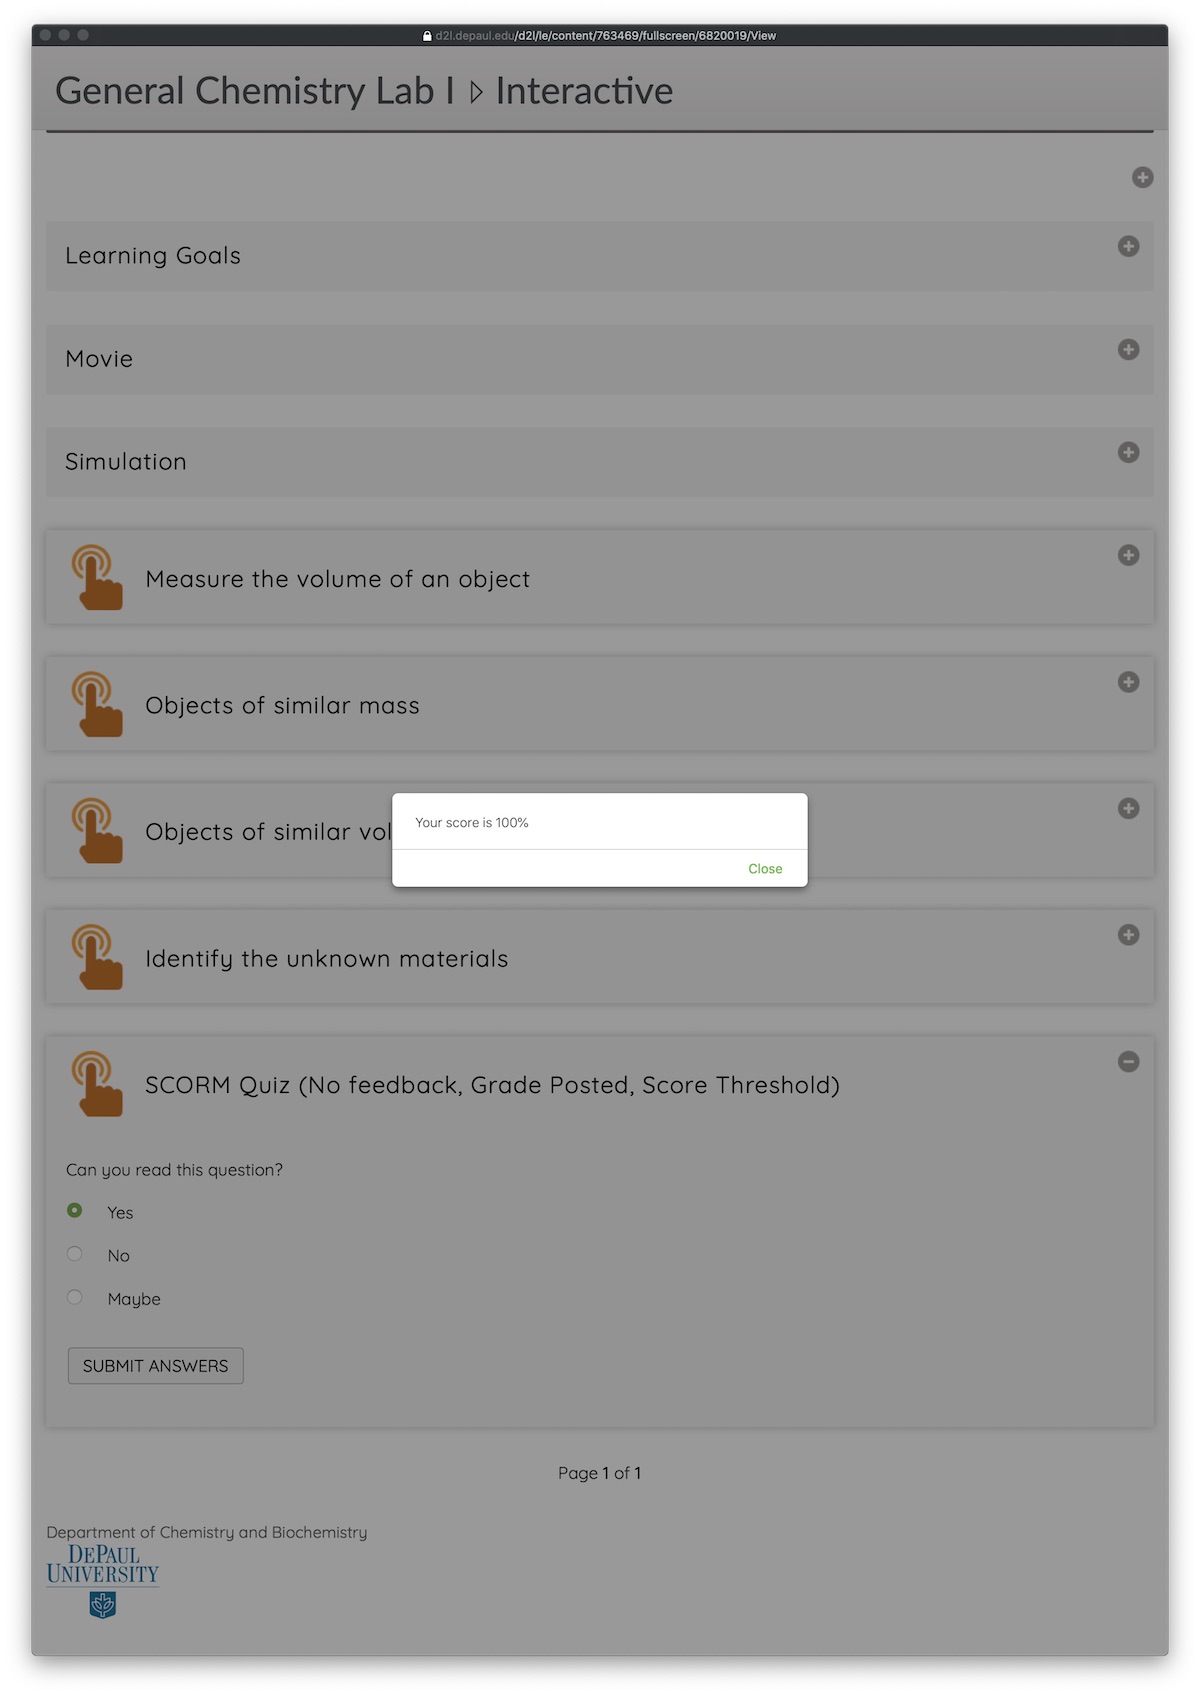 d2l.depaul.edu/d2l/le/content/763469/fullscreen/6820019/View
General Chemistry Lab I ▷ Interactive
Learning Goals
Movie
Simulation
Measure the volume of an object
Objects of similar mass
Objects of similar vol
Your score is 100%
Close
Identify the unknown materials
SCORM Quiz (No feedback, Grade Posted, Score Threshold)
Can you read this question?
Yes
No
Maybe
SUBMIT ANSWERS
Page 1 of 1
Department of Chemistry and Biochemistry
DEPAUL
UNIVERSITY